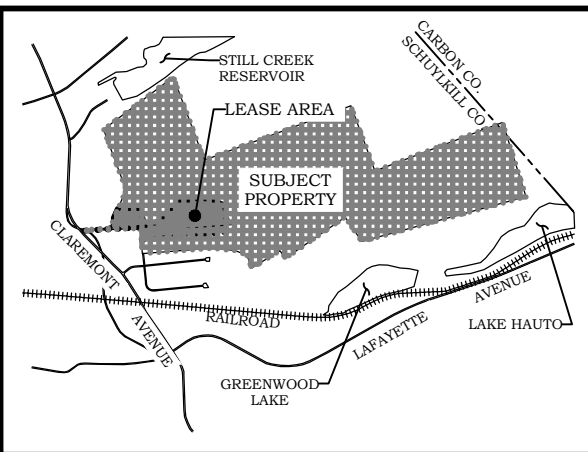 STILL CREEK
RESERVOIR
CARBON CO.
SCHUYLKILL CO
LEASE AREA
SUBJECT
PROPERTY
CLAREMONT
AVENUE
RAILROAD
LAFAYETTE
AVENUE
LAKE HAUTO
GREENWOOD
LAKE